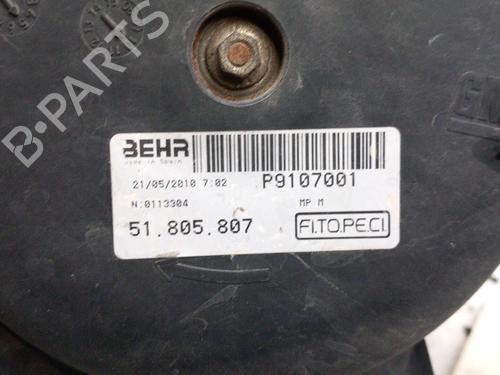 B-PARTS
BEHR
made in Spain
21/05/2010 7:02
P9107001
N:0113304
MP M
51.805.807
FI.TO.PE.CI.